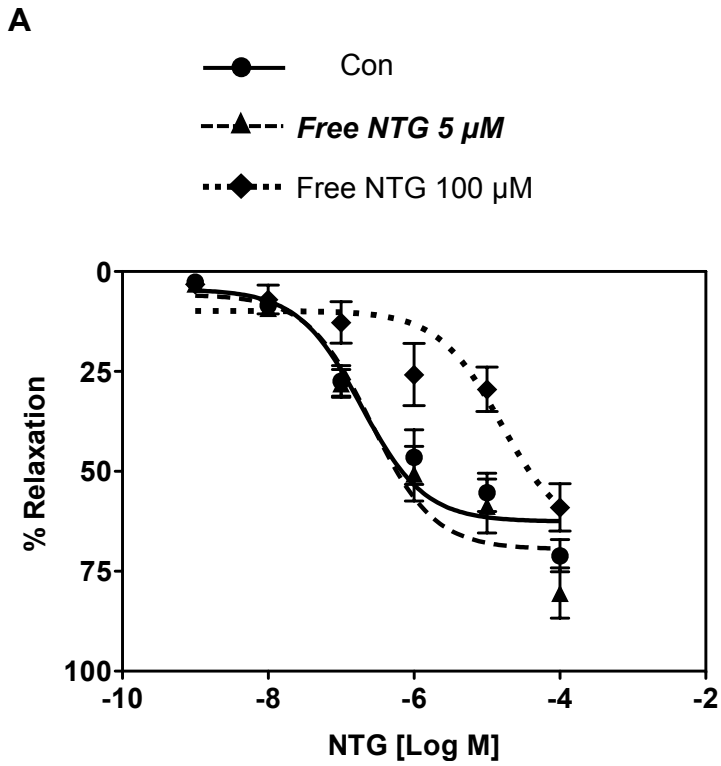 A
Con
Free NTG 5 µM
Free NTG 100 µM
0
25
50
75
100
% Relaxation
-10 -8 -6 -4 -2
NTG [Log M]